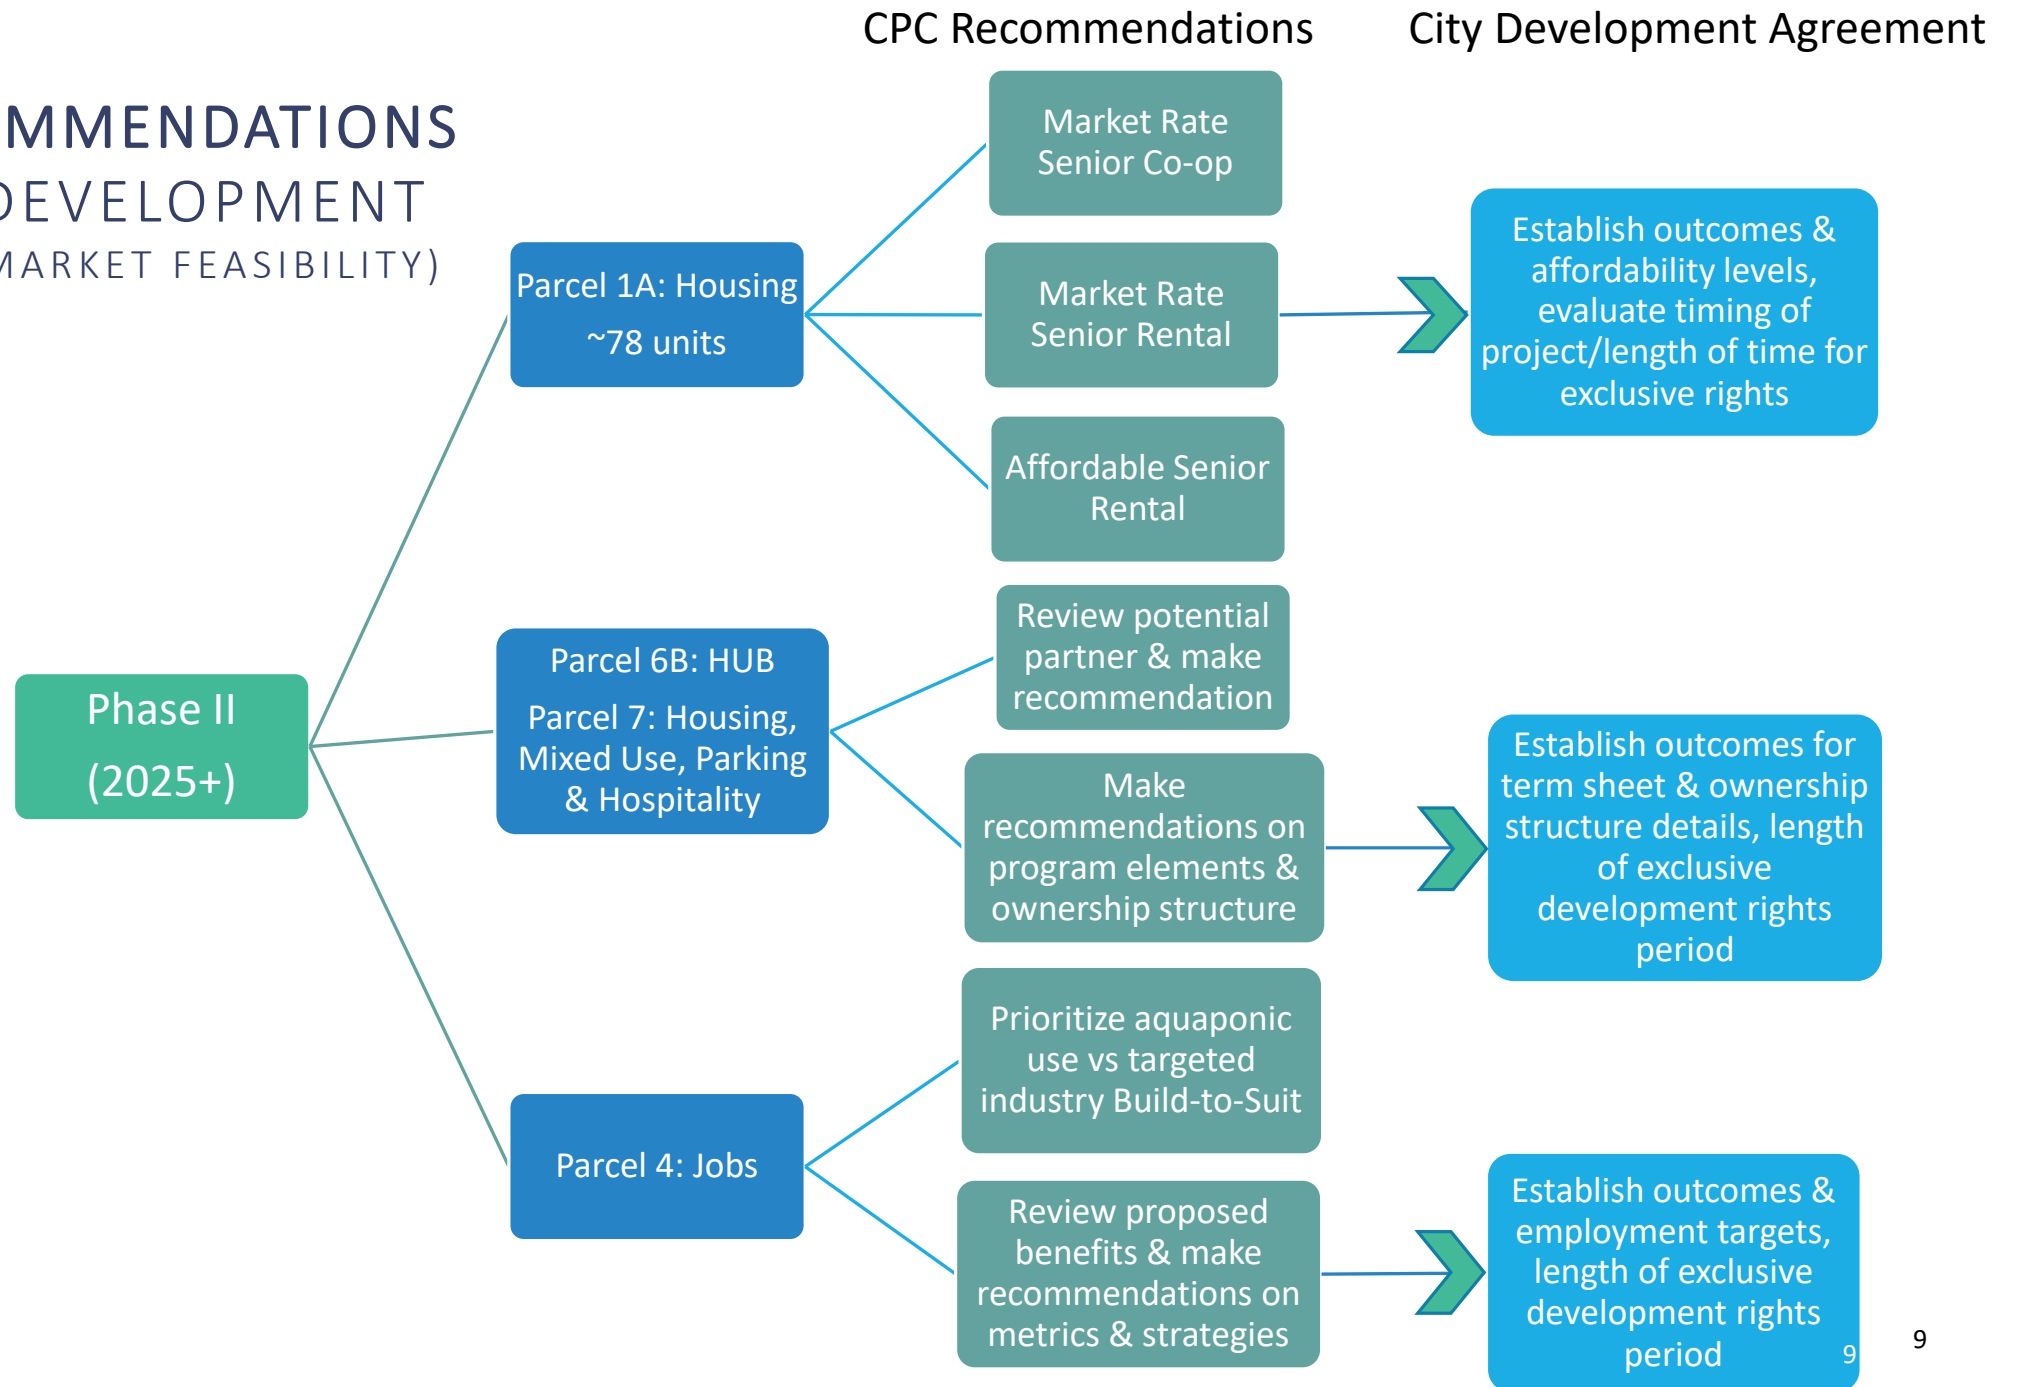 CPC Recommendations
City Development Agreement
MMENDATIONS
DEVELOPMENT
MARKET FEASIBILITY)
Phase II
(2025+)
Parcel 1A: Housing
~78 units
Market Rate
Senior Co-op
Market Rate
Senior Rental
Affordable Senior
Rental
Establish outcomes &
affordability levels,
evaluate timing of
project/length of time for
exclusive rights
Parcel 6B: HUB
Parcel 7: Housing,
Mixed Use, Parking
& Hospitality
Review potential
partner & make
recommendation
Make
recommendations on
program elements &
ownership structure
Establish outcomes for
term sheet & ownership
structure details, length
of exclusive
development rights
period
Parcel 4: Jobs
Prioritize aquaponic
use vs targeted
industry Build-to-Suit
Review proposed
benefits & make
recommendations on
metrics & strategies
Establish outcomes &
employment targets,
length of exclusive
development rights
period
9
9